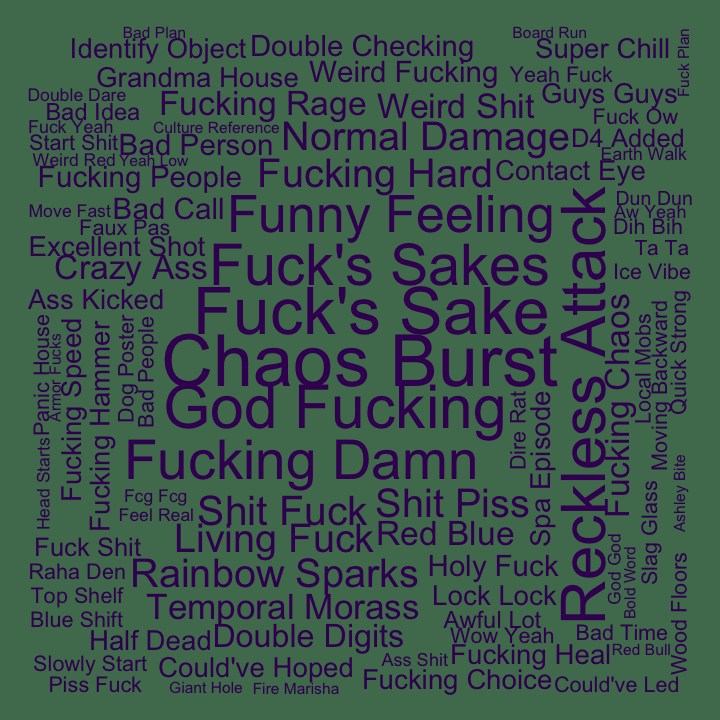 Bad Plan
Board Run
Identify Object
Double Checking
Super Chill
Fuck Plan
Grandma House
Weird Fucking
Yeah Fuck
Double Dare
Bad Idea
Fucking Rage
Weird Shit
Guys Guys
Fuck Ow
Fuck Yeah
Culture Reference
Start Shit
Bad Person
Normal Damage
D4 Added
Weird Red
Yeah Low
Earth Walk
Fucking People
Fucking Hard
Contact Eye
Move Fast
Bad Call
Funny Feeling
Dun Dun
Aw Yeah
Faux Pas
Dih Bih
Excellent Shot
Ta Ta
Crazy Ass
Fuck's Sakes
Ice Vibe
Ass Kicked
Fuck's Sake
Reckless Attack
Chaos Burst
God Fucking
Panic House
Armor Fucks
Fucking Speed
Fucking Hammer
Dog Poster
Bad People
Fucking Chaos
Local Mobs
Moving Backward
Quick Strong
Head Starts
Fucking Damn
Dire Rat
Spa Episode
Ashley Bite
Fcg Fcg
Feel Real
Shit Fuck
Shit Piss
Slag Glass
Fuck Shit
Living Fuck
Red Blue
God God
Bold Word
Wood Floors
Raha Den
Rainbow Sparks
Holy Fuck
Top Shelf
Lock Lock
Blue Shift
Temporal Morass
Awful Lot
Half Dead
Double Digits
Wow Yeah
Bad Time
Slowly Start
Could've Hoped
Ass Shit
Fucking Heal
Red Bull
Piss Fuck
Giant Hole
Fire Marisha
Fucking Choice
Could've Led